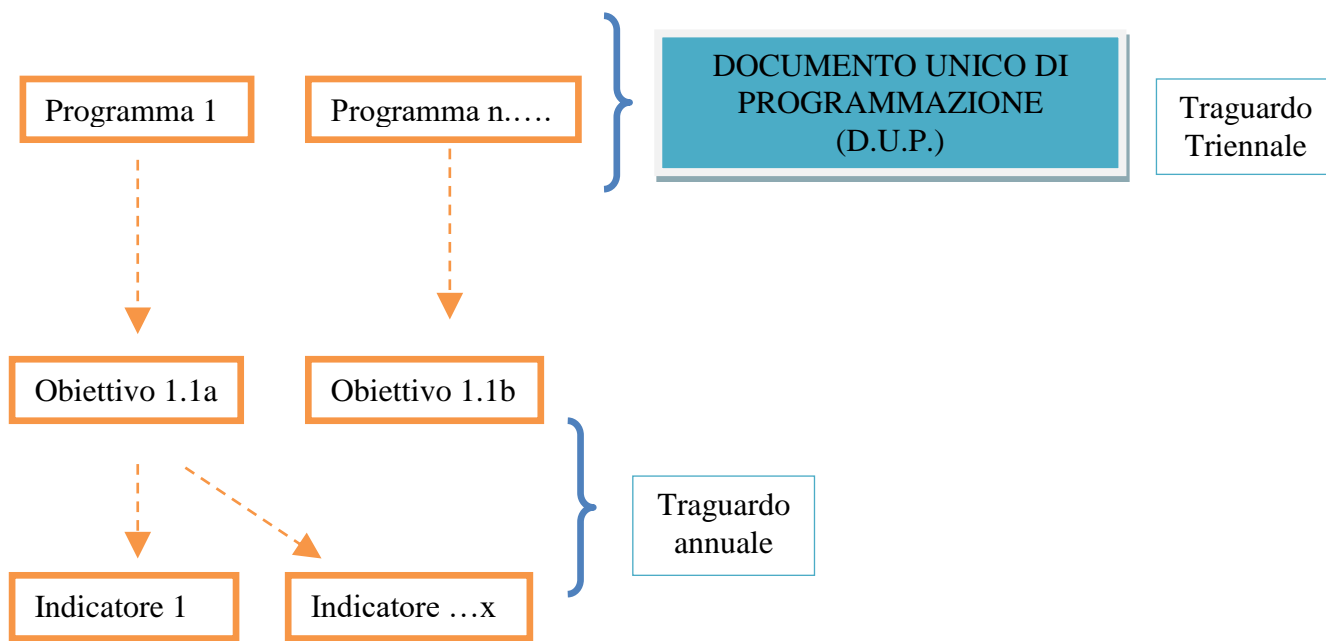 Programma 1
Programma n.….
DOCUMENTO UNICO DI
PROGRAMMAZIONE
(D.U.P.)
Traguardo
Triennale
Obiettivo 1.1a
Obiettivo 1.1b
Traguardo
annuale
Indicatore 1
Indicatore …x